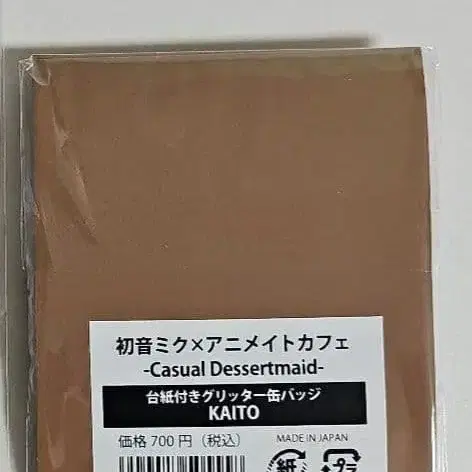 初音ミク×アニメイトカフェ
-Casual Dessertmaid-
台紙付きグリッター缶バッジ
KAITO
価格 700 円（税込） MADE IN JAPAN
紙 プラ